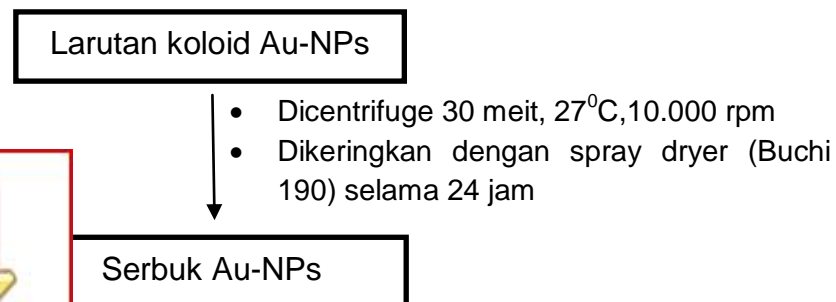 Larutan koloid Au-NPs
• Dicentrifuge 30 meit, 27⁰C,10.000 rpm
• Dikeringkan dengan spray dryer (Buchi
190) selama 24 jam
Serbuk Au-NPs